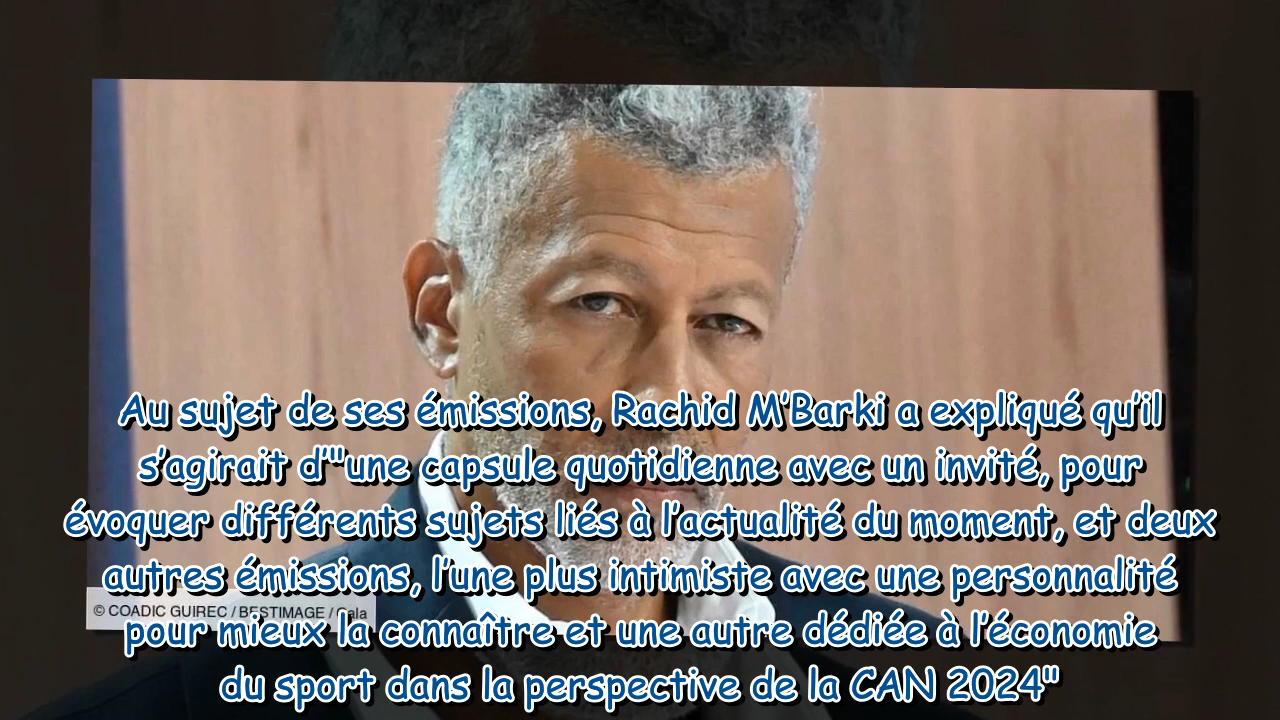 Au sujet de ses émissions, Rachid M'Barki a expliqué qu'il
s'agirait d'"une capsule quotidienne avec un invité, pour
évoquer différents sujets liés à l'actualité du moment, et deux
autres émissions, l'une plus intimiste avec une personnalité
© COADIC GUIREC / BESTIMAGE / Gala
pour mieux la connaître et une autre dédiée à l'économie
du sport dans la perspective de la CAN 2024"